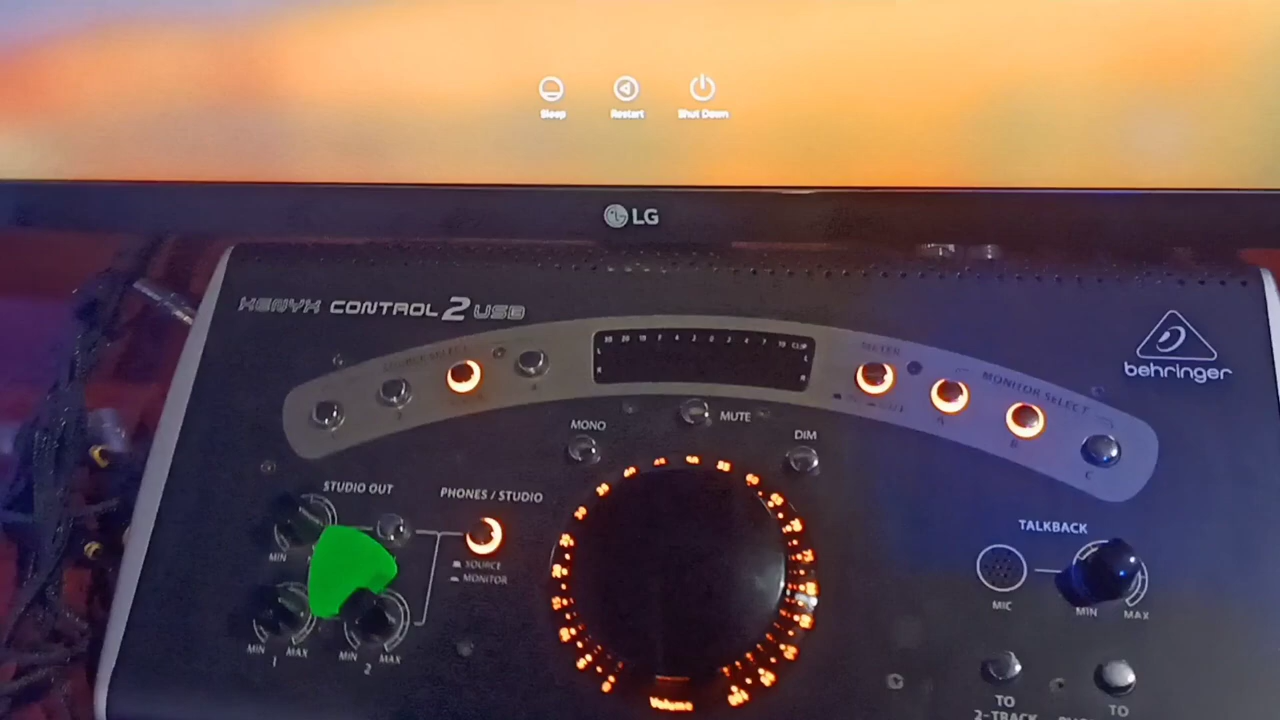 Sleep
Restart
Shut Down
LG
XENYX CONTROL 2 USB
behringer
METER
MONITOR SELECT
MONO
MUTE
DIM
STUDIO OUT
PHONES / STUDIO
SOURCE
MONITOR
MIN
MIN MAX
1
MIN MAX
2
TALKBACK
MIC
MIN MAX
TO
2-TRACK
TO
Volume